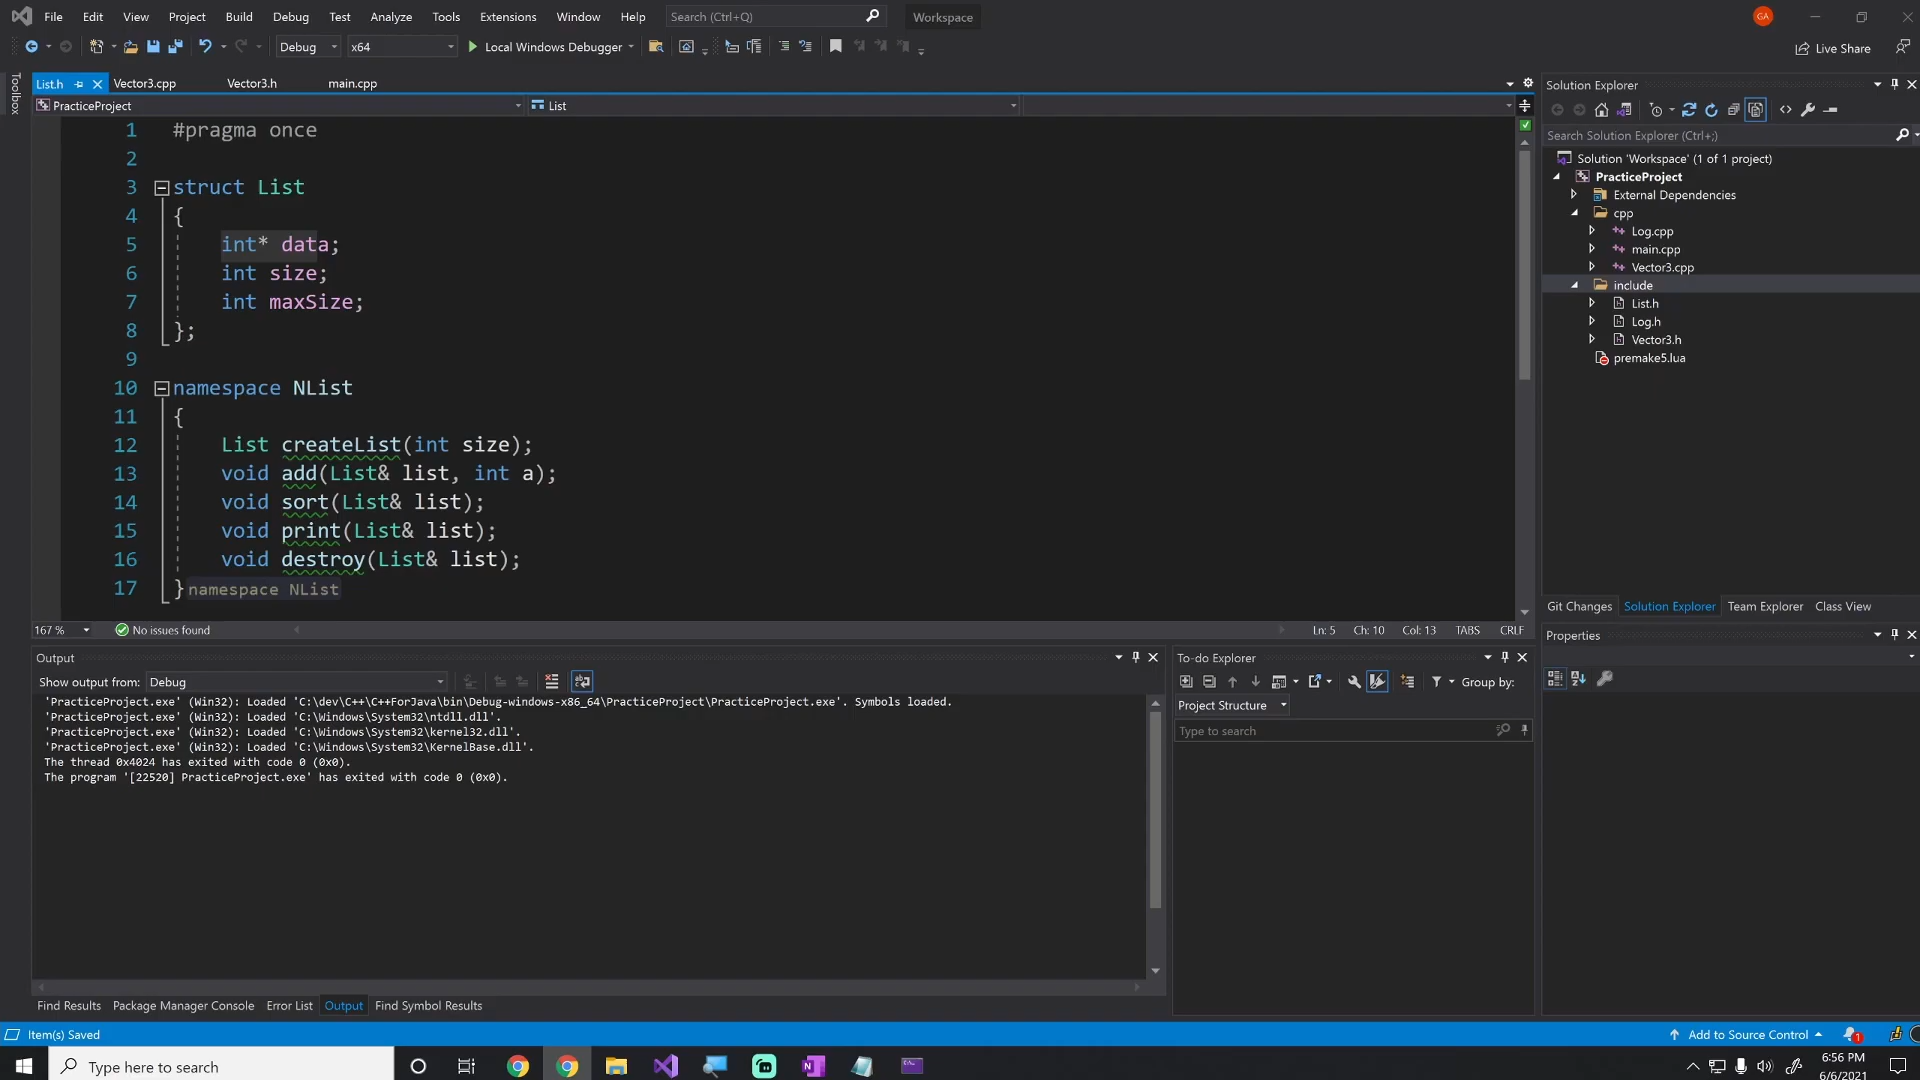 File Edit View Project Build Debug Test Analyze Tools Extensions Window Help Search (Ctrl+Q) Workspace GA
Debug x64 Local Windows Debugger Live Share
Toolbox
List.h Vector3.cpp Vector3.h main.cpp
PracticeProject List
1 #pragma once
2
3 struct List
4 {
5 int* data;
6 int size;
7 int maxSize;
8 };
9
10 namespace NList
11 {
12 List createList(int size);
13 void add(List& list, int a);
14 void sort(List& list);
15 void print(List& list);
16 void destroy(List& list);
17 } namespace NList
167 % No issues found Ln: 5 Ch: 10 Col: 13 TABS CRLF
Solution Explorer
Search Solution Explorer (Ctrl+;)
Solution 'Workspace' (1 of 1 project)
PracticeProject
External Dependencies
cpp
Log.cpp
main.cpp
Vector3.cpp
include
List.h
Log.h
Vector3.h
premake5.lua
Git Changes Solution Explorer Team Explorer Class View
Properties
Output
Show output from: Debug
'PracticeProject.exe' (Win32): Loaded 'C:\dev\C++\C++ForJava\bin\Debug-windows-x86_64\PracticeProject\PracticeProject.exe'. Symbols loaded.
'PracticeProject.exe' (Win32): Loaded 'C:\Windows\System32\ntdll.dll'.
'PracticeProject.exe' (Win32): Loaded 'C:\Windows\System32\kernel32.dll'.
'PracticeProject.exe' (Win32): Loaded 'C:\Windows\System32\KernelBase.dll'.
The thread 0x4024 has exited with code 0 (0x0).
The program '[22520] PracticeProject.exe' has exited with code 0 (0x0).
To-do Explorer
Group by:
Project Structure
Type to search
Find Results Package Manager Console Error List Output Find Symbol Results
Item(s) Saved Add to Source Control 1
Type here to search
6:56 PM
6/6/2021